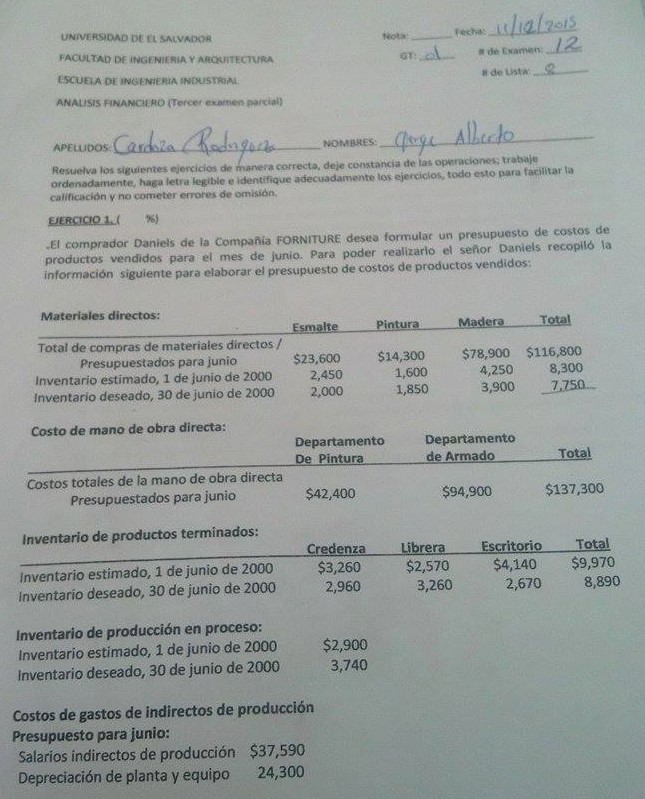 UNIVERSIDAD DE EL SALVADOR
Nota: Fecha: 11/12/2015
FACULTAD DE INGENIERIA Y ARQUITECTURA
GT: # de Examen: 12
ESCUELA DE INGENIERIA INDUSTRIAL
# de Lista: 8
ANALISIS FINANCIERO (Tercer examen parcial)
APELLIDOS: Cardoza NOMBRES: Jorge Alberto
Resuelva los siguientes ejercicios de manera correcta, deje constancia de las operaciones; trabaje
ordenadamente, haga letra legible e identifique adecuadamente los ejercicios, todo esto para facilitar la
calificación y no cometer errores de omisión.
EJERCICIO 1. ( %)
.El comprador Daniels de la Compañía FORNITURE desea formular un presupuesto de costos de
productos vendidos para el mes de junio. Para poder realizarlo el señor Daniels recopiló la
información siguiente para elaborar el presupuesto de costos de productos vendidos:
Materiales directos:
Esmalte Pintura Madera Total
Total de compras de materiales directos /
Presupuestados para junio $23,600 $14,300 $78,900 $116,800
Inventario estimado, 1 de junio de 2000 2,450 1,600 4,250 8,300
Inventario deseado, 30 de junio de 2000 2,000 1,850 3,900 7,750
Costo de mano de obra directa:
Departamento Departamento
De Pintura de Armado Total
Costos totales de la mano de obra directa
Presupuestados para junio $42,400 $94,900 $137,300
Inventario de productos terminados:
Credenza Librera Escritorio Total
Inventario estimado, 1 de junio de 2000 $3,260 $2,570 $4,140 $9,970
Inventario deseado, 30 de junio de 2000 2,960 3,260 2,670 8,890
Inventario de producción en proceso:
Inventario estimado, 1 de junio de 2000 $2,900
Inventario deseado, 30 de junio de 2000 3,740
Costos de gastos de indirectos de producción
Presupuesto para junio:
Salarios indirectos de producción $37,590
Depreciación de planta y equipo 24,300